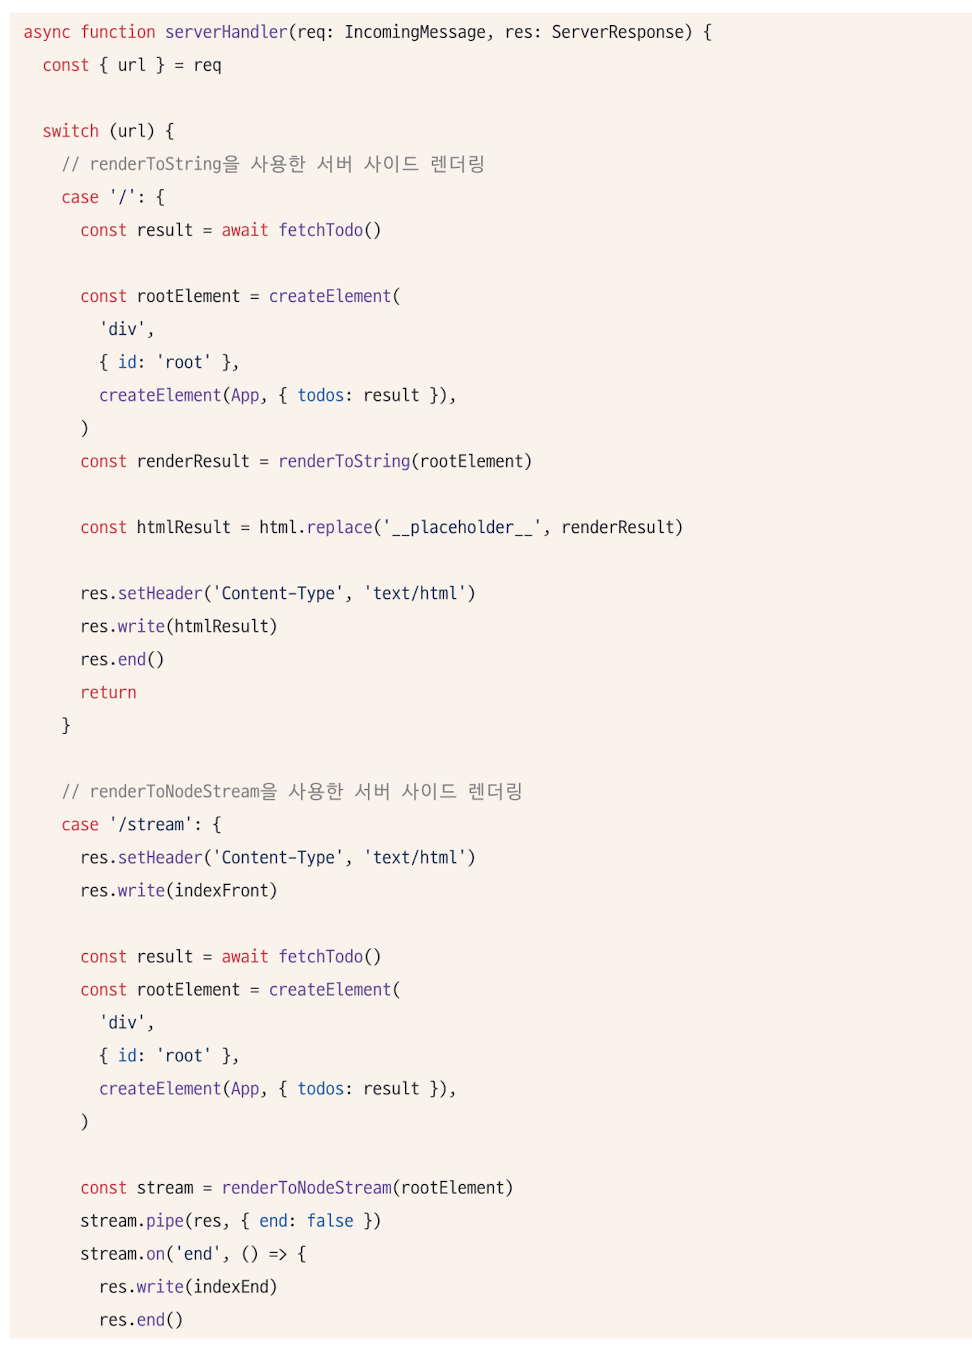 async function serverHandler(req: IncomingMessage, res: ServerResponse) {
  const { url } = req

  switch (url) {
    // renderToString을 사용한 서버 사이드 렌더링
    case '/': {
      const result = await fetchTodo()

      const rootElement = createElement(
        'div',
        { id: 'root' },
        createElement(App, { todos: result }),
      )
      const renderResult = renderToString(rootElement)

      const htmlResult = html.replace('__placeholder__', renderResult)

      res.setHeader('Content-Type', 'text/html')
      res.write(htmlResult)
      res.end()
      return
    }

    // renderToNodeStream을 사용한 서버 사이드 렌더링
    case '/stream': {
      res.setHeader('Content-Type', 'text/html')
      res.write(indexFront)

      const result = await fetchTodo()
      const rootElement = createElement(
        'div',
        { id: 'root' },
        createElement(App, { todos: result }),
      )

      const stream = renderToNodeStream(rootElement)
      stream.pipe(res, { end: false })
      stream.on('end', () => {
        res.write(indexEnd)
        res.end()